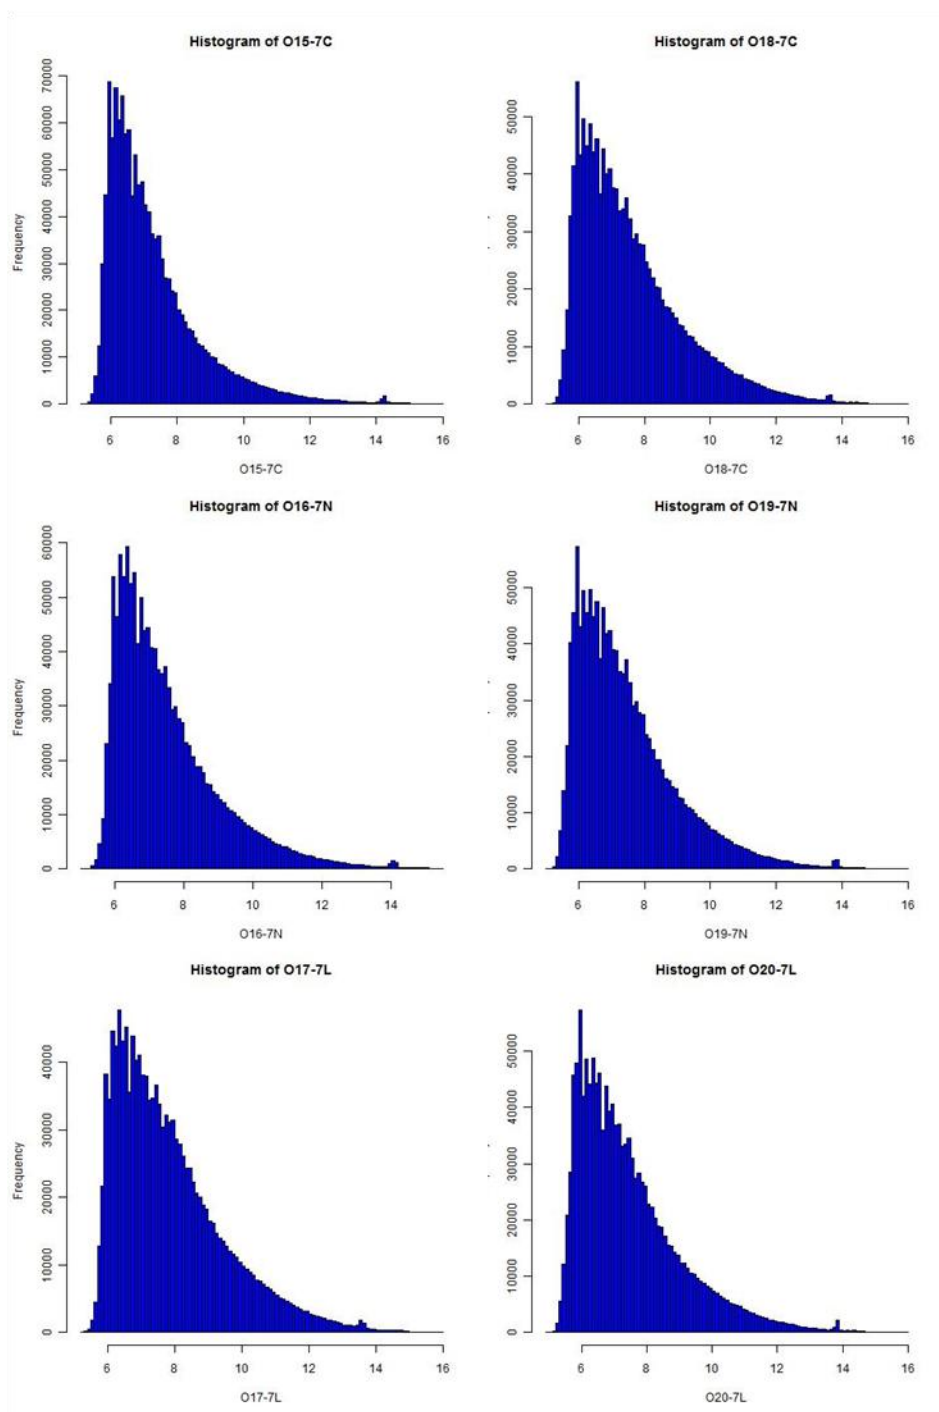 Histogram of O15-7C
Frequency
0 10000 20000 30000 40000 50000 60000 70000
6 8 10 12 14 16
O15-7C
Histogram of O18-7C
0 10000 20000 30000 40000 50000
6 8 10 12 14 16
O18-7C
Histogram of O16-7N
Frequency
0 10000 20000 30000 40000 50000 60000
6 8 10 12 14
O16-7N
Histogram of O19-7N
0 10000 20000 30000 40000 50000
6 8 10 12 14 16
O19-7N
Histogram of O17-7L
Frequency
0 10000 20000 30000 40000
6 8 10 12 14 16
O17-7L
Histogram of O20-7L
0 10000 20000 30000 40000 50000
6 8 10 12 14 16
O20-7L